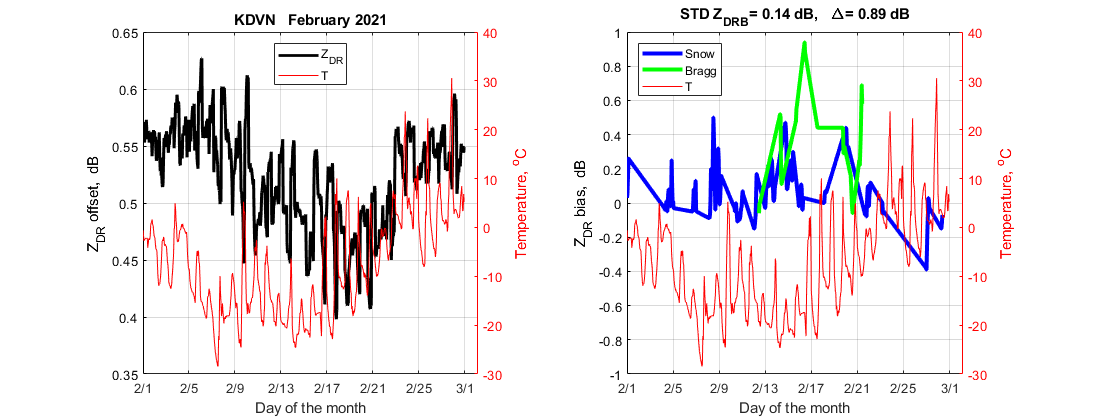 KDVN February 2021
0.65
0.6
0.55
0.5
0.45
0.4
0.35
Z_DR offset, dB
Z_DR
T
40
30
20
10
0
-10
-20
-30
Temperature, °C
2/1 2/5 2/9 2/13 2/17 2/21 2/25 3/1
Day of the month
STD Z_DRB = 0.14 dB, Δ = 0.89 dB
1
0.8
0.6
0.4
0.2
0
-0.2
-0.4
-0.6
-0.8
-1
Z_DR bias, dB
Snow
Bragg
T
40
30
20
10
0
-10
-20
-30
Temperature, °C
2/1 2/5 2/9 2/13 2/17 2/21 2/25 3/1
Day of the month